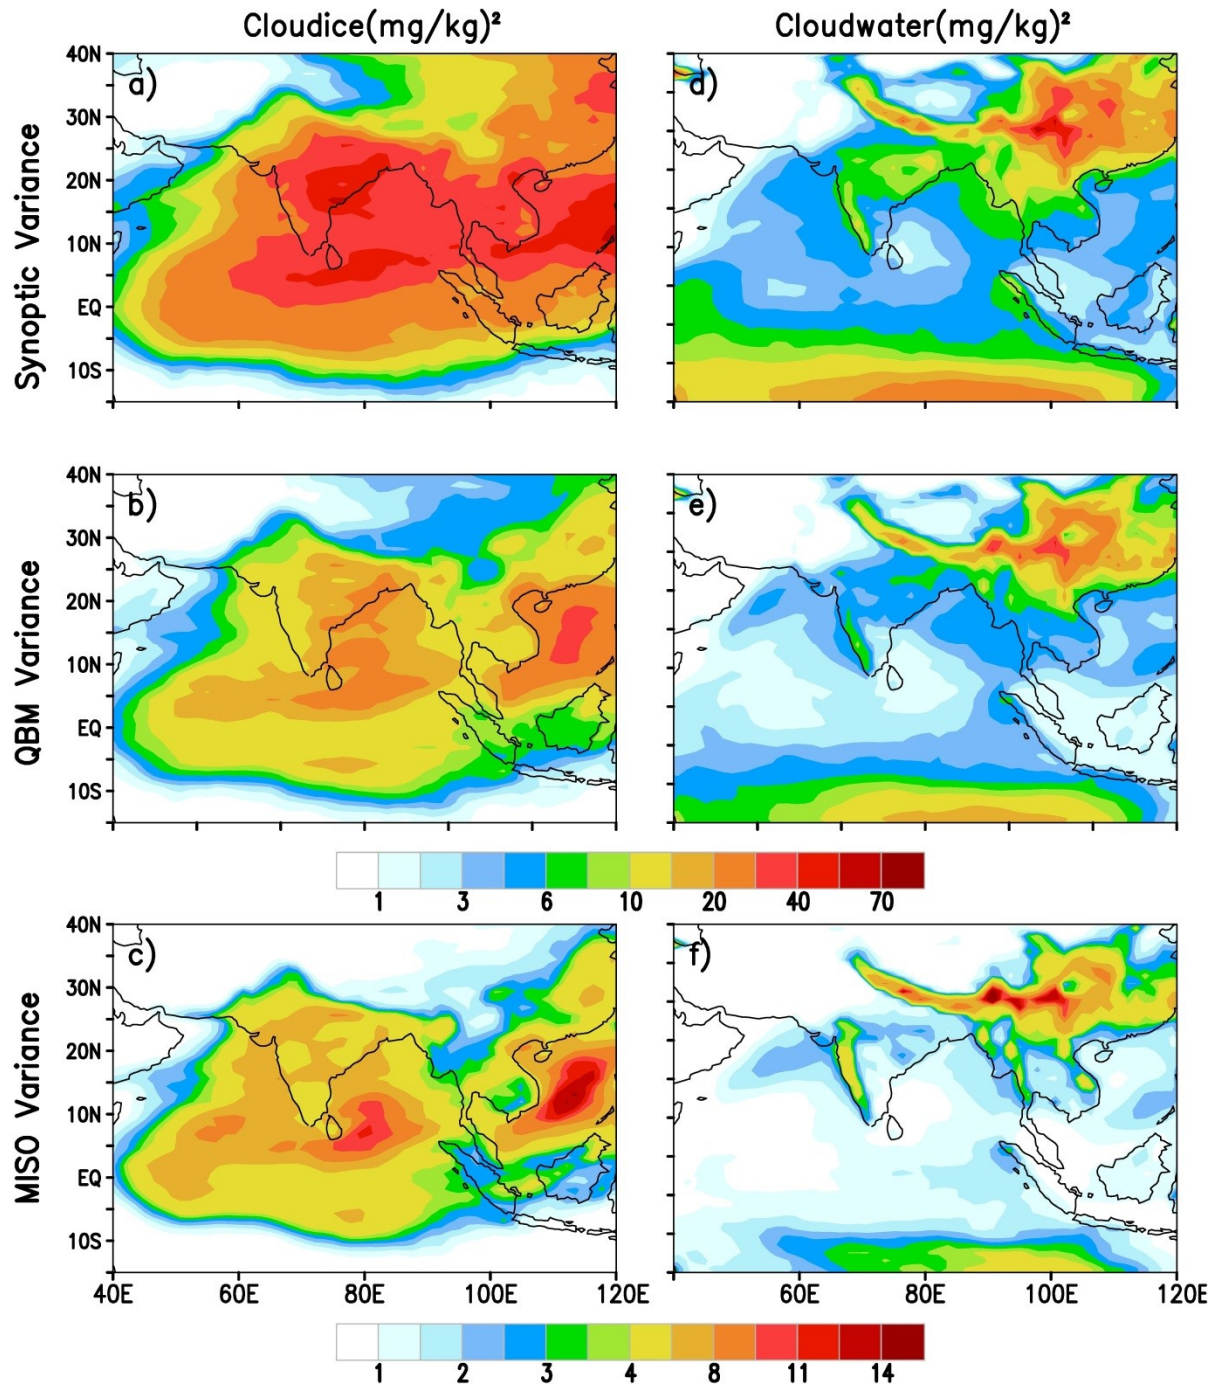 Cloudice(mg/kg)² Cloudwater(mg/kg)²
Synoptic Variance
a)
d)
40N
30N
20N
10N
EQ
10S
QBM Variance
b)
e)
40N
30N
20N
10N
EQ
10S
1 3 6 10 20 40 70
MISO Variance
c)
f)
40N
30N
20N
10N
EQ
10S
40E 60E 80E 100E 120E 60E 80E 100E 120E
1 2 3 4 8 11 14